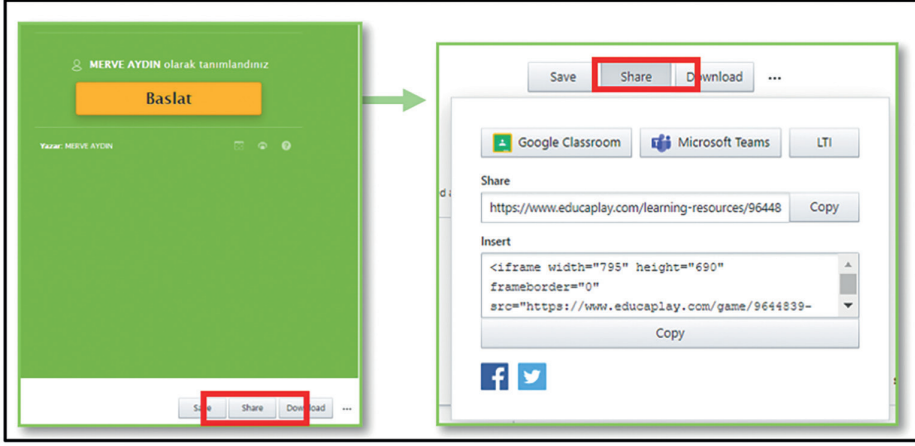 MERVE AYDIN olarak tanımlandınız
Baslat
Yazar: MERVE AYDIN
Save Share Download ...
Save Share Download ...
Google Classroom Microsoft Teams LTI
Share
https://www.educaplay.com/learning-resources/96448 Copy
Insert
<iframe width="795" height="690"
frameborder="0"
src="https://www.educaplay.com/game/9644839-
Copy